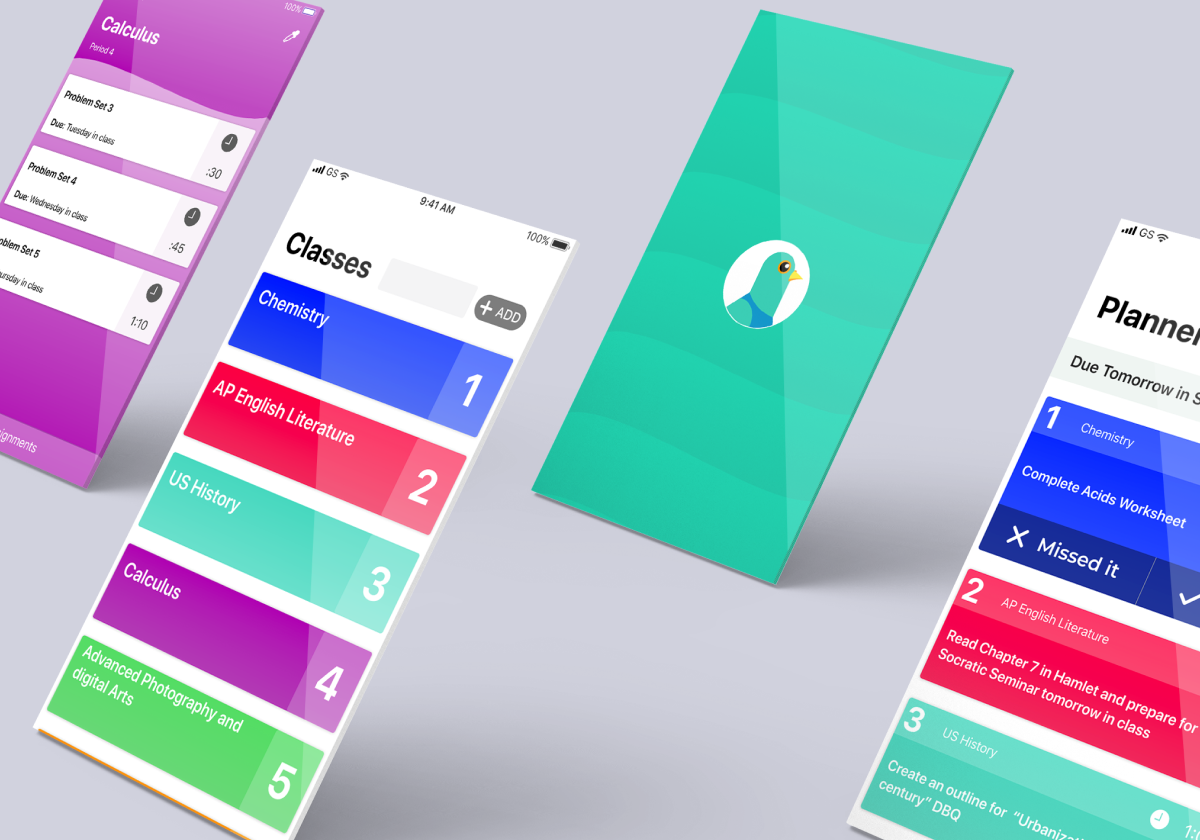 100%
Calculus
Period 4
Problem Set 3
Due: Tuesday in class
:30
Problem Set 4
Due: Wednesday in class
:45
oblem Set 5
ursday in class
1:10
ignments
GS
9:41 AM
100%
Classes
+ ADD
Chemistry
1
AP English Literature
2
US History
3
Calculus
4
Advanced Photography and
digital Arts
5
GS
Planner
Due Tomorrow in S
1 Chemistry
Complete Acids Worksheet
Missed it
2 AP English Literature
Read Chapter 7 in Hamlet and prepare for
Socratic Seminar tomorrow in class
3 US History
Create an outline for “Urbaniza
century” DBQ